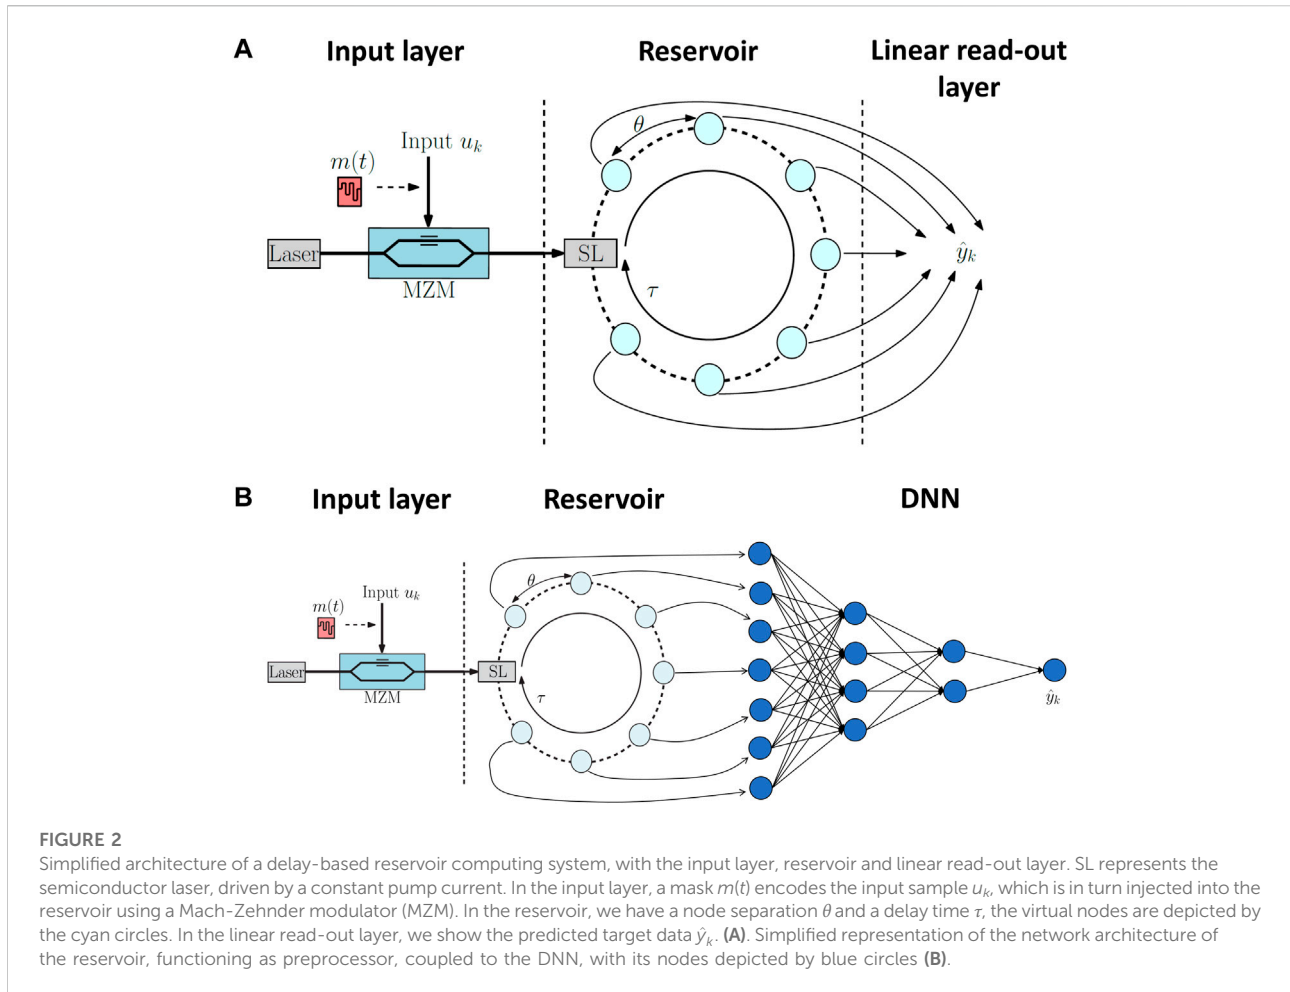 A
Input layer
Reservoir
Linear read-out
layer
θ
Input uₖ
m(t)
Laser
MZM
SL
τ
ŷₖ
B
Input layer
Reservoir
DNN
θ
Input uₖ
m(t)
Laser
MZM
SL
τ
ŷₖ
FIGURE 2
Simplified architecture of a delay-based reservoir computing system, with the input layer, reservoir and linear read-out layer. SL represents the
semiconductor laser, driven by a constant pump current. In the input layer, a mask m(t) encodes the input sample uₖ, which is in turn injected into the
reservoir using a Mach-Zehnder modulator (MZM). In the reservoir, we have a node separation θ and a delay time τ, the virtual nodes are depicted by
the cyan circles. In the linear read-out layer, we show the predicted target data ŷₖ. (A). Simplified representation of the network architecture of
the reservoir, functioning as preprocessor, coupled to the DNN, with its nodes depicted by blue circles (B).